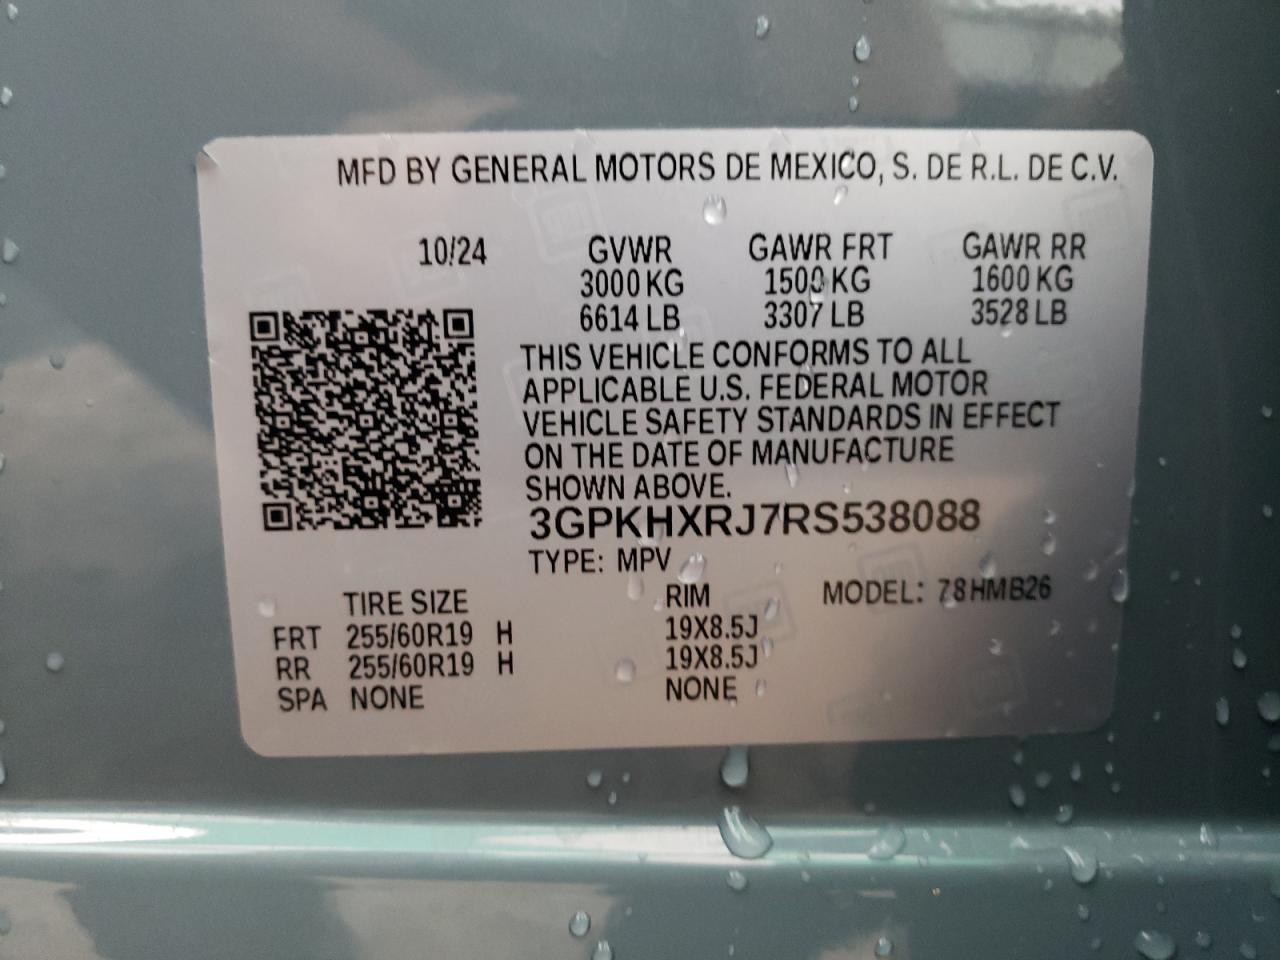 MFD BY GENERAL MOTORS DE MEXICO, S. DE R.L. DE C.V.
10/24 GVWR GAWR FRT GAWR RR
3000 KG 1500 KG 1600 KG
6614 LB 3307 LB 3528 LB
THIS VEHICLE CONFORMS TO ALL
APPLICABLE U.S. FEDERAL MOTOR
VEHICLE SAFETY STANDARDS IN EFFECT
ON THE DATE OF MANUFACTURE
SHOWN ABOVE.
3GPKHXRJ7RS538088
TYPE: MPV
TIRE SIZE RIM MODEL: 78HMB26
FRT 255/60R19 H 19X8.5J
RR 255/60R19 H 19X8.5J
SPA NONE NONE